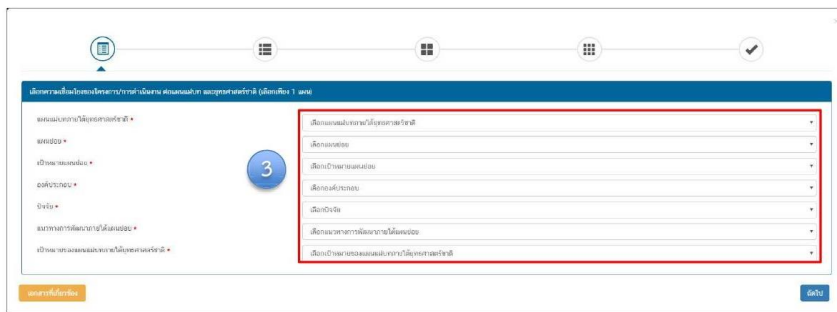 เลือกความเชื่อมโยงของโครงการ/การดำเนินงาน ต่อแผนแม่บท และยุทธศาสตร์ชาติ (เลือกเพียง 1 แผน)
แผนแม่บทภายใต้ยุทธศาสตร์ชาติ * เลือกแผนแม่บทภายใต้ยุทธศาสตร์ชาติ
แผนย่อย * เลือกแผนย่อย
เป้าหมายแผนย่อย * เลือกเป้าหมายแผนย่อย
3
องค์ประกอบ * เลือกองค์ประกอบ
ปัจจัย * เลือกปัจจัย
แนวทางการพัฒนาภายใต้แผนย่อย * เลือกแนวทางการพัฒนาภายใต้แผนย่อย
เป้าหมายของแผนแม่บทภายใต้ยุทธศาสตร์ชาติ * เลือกเป้าหมายของแผนแม่บทภายใต้ยุทธศาสตร์ชาติ
เอกสารที่เกี่ยวข้อง ถัดไป